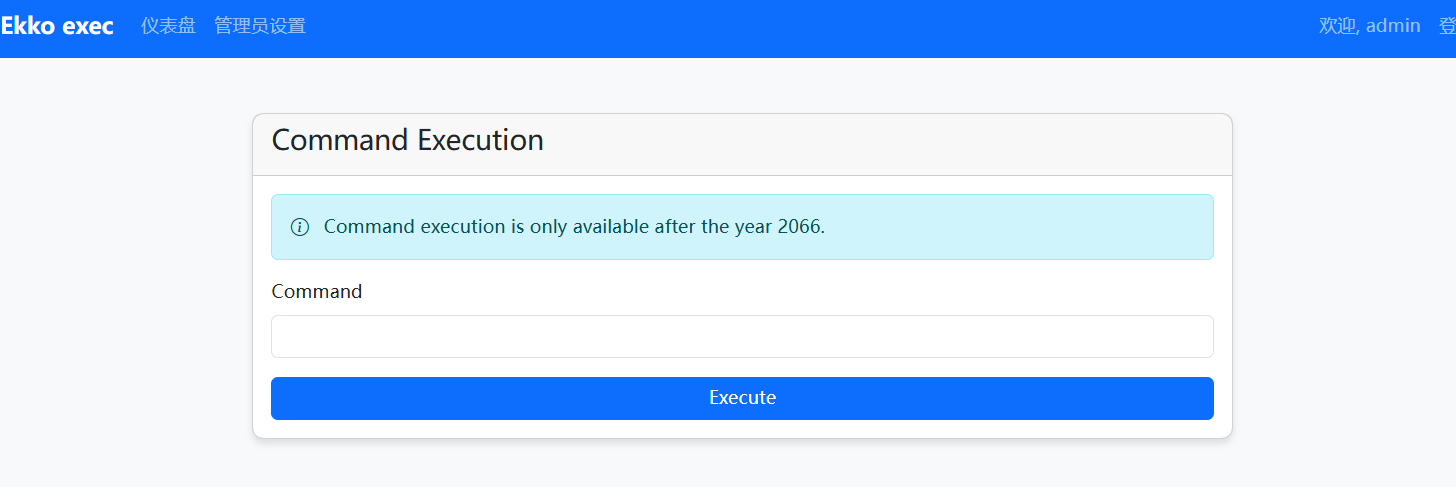 Ekko exec 仪表盘 管理员设置 欢迎, admin 登
Command Execution
Command execution is only available after the year 2066.
Command
Execute